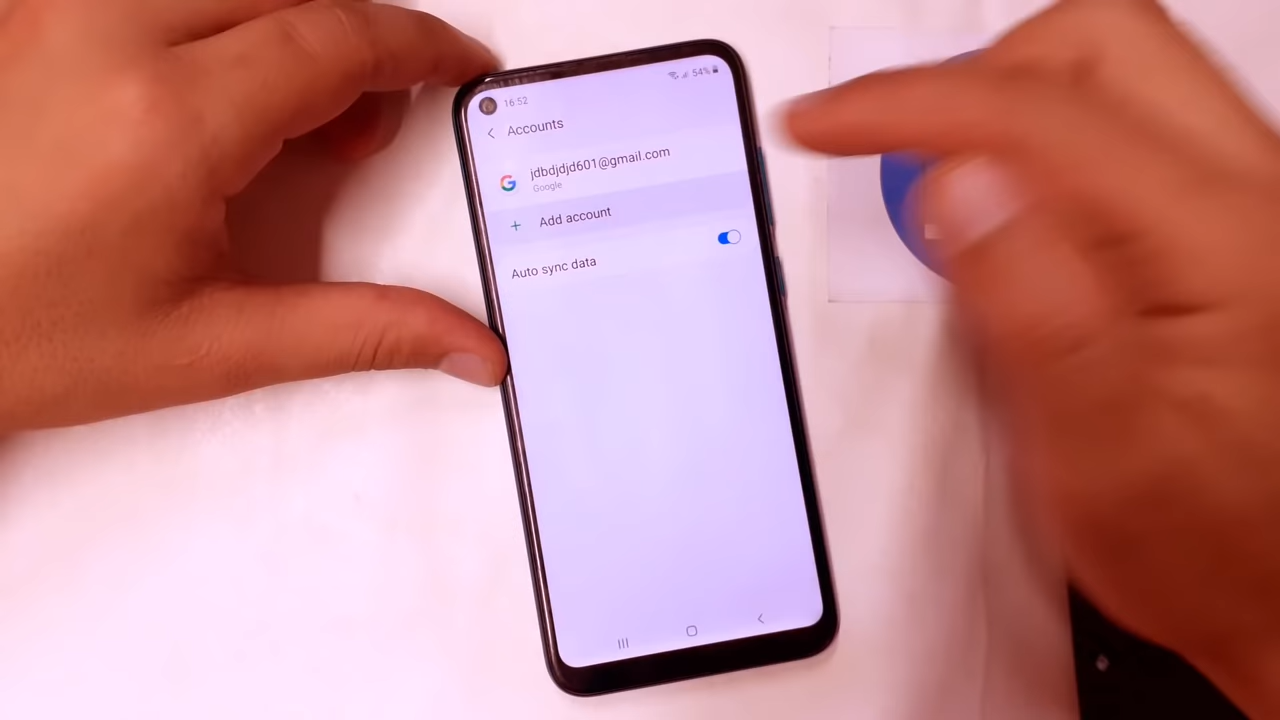 16:52 54%
Accounts
jdbdjdjd601@gmail.com
Google
Add account
Auto sync data